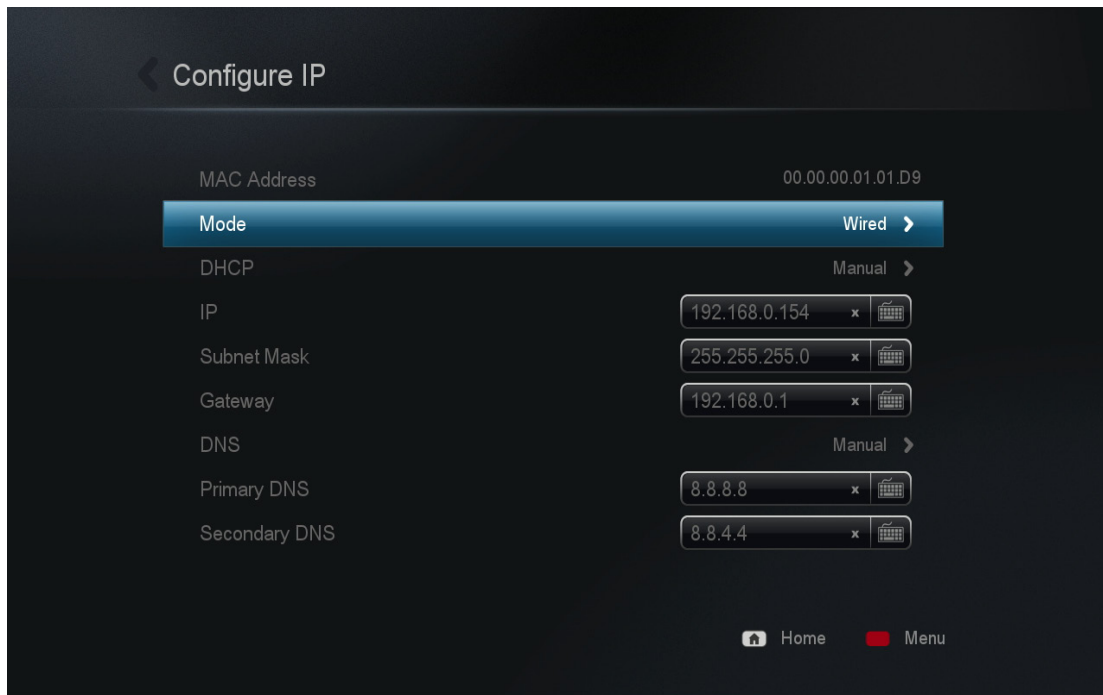 Configure IP
MAC Address 00.00.00.01.01.D9
Mode Wired
DHCP Manual
IP 192.168.0.154 x
Subnet Mask 255.255.255.0 x
Gateway 192.168.0.1 x
DNS Manual
Primary DNS 8.8.8.8 x
Secondary DNS 8.8.4.4 x
Home Menu